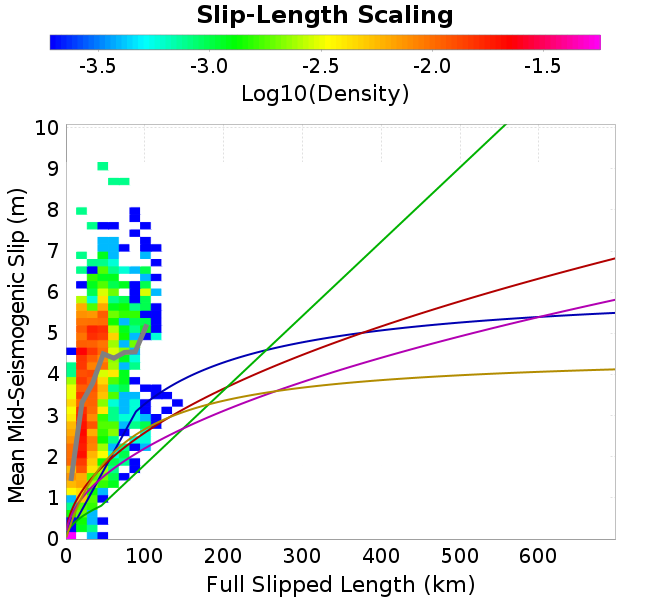 Slip-Length Scaling
-3.5 -3.0 -2.5 -2.0 -1.5
Log10(Density)
10
9
8
7
6
5
4
3
2
1
0
Mean Mid-Seismogenic Slip (m)
0 100 200 300 400 500 600
Full Slipped Length (km)